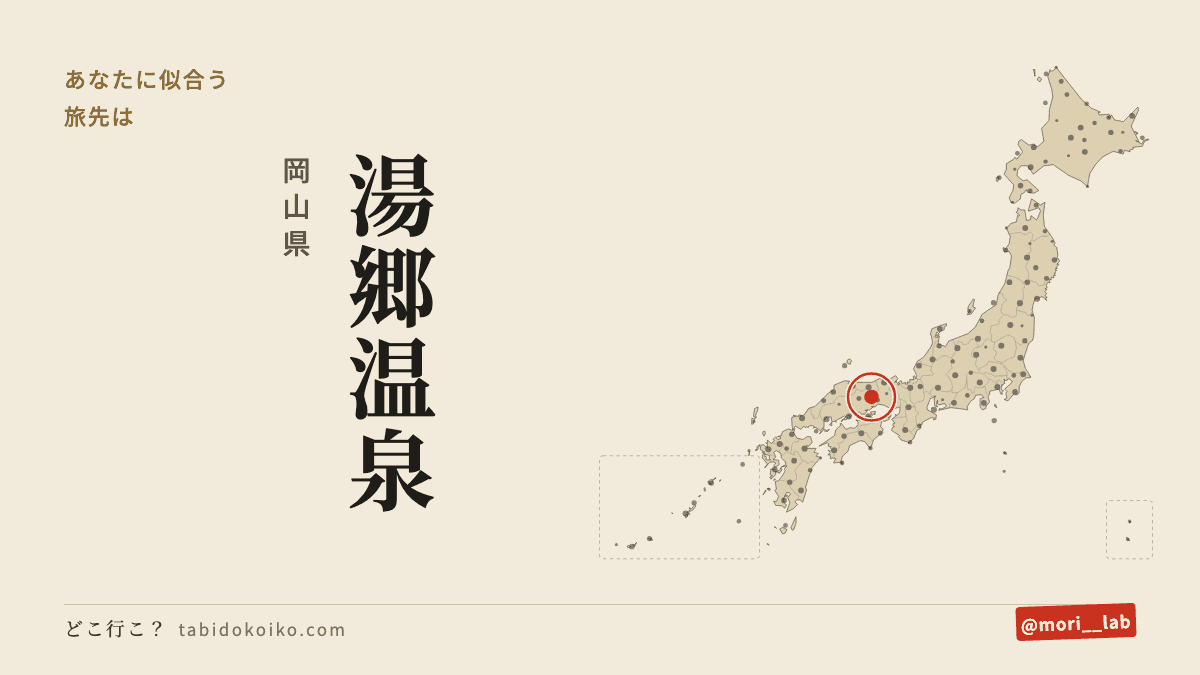 あなたに似合う
旅先は
湯郷温泉
岡山県
どこ行こ？ tabidokoiko.com
@mori__lab